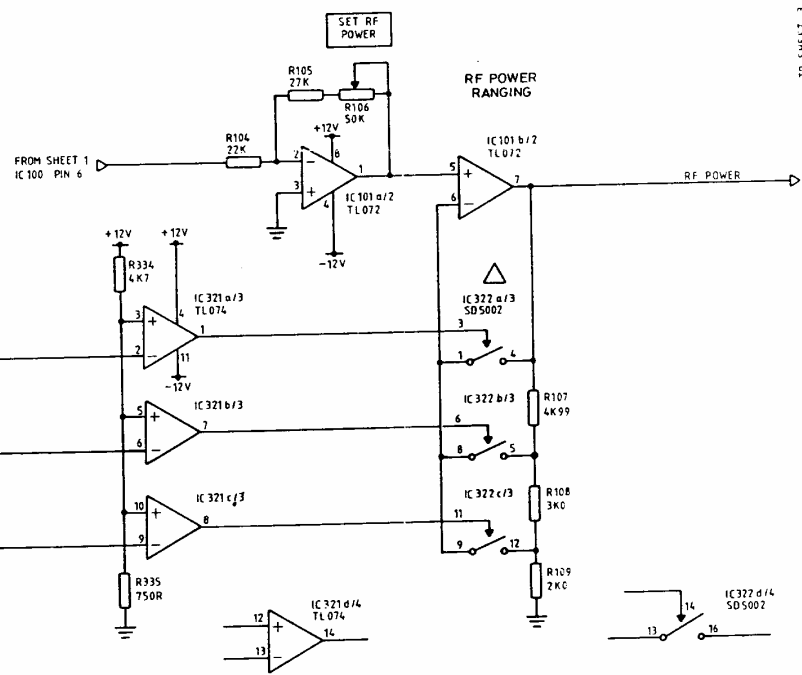 SET RF
POWER
TO SHEET
R105
27K
R106
50K
RF POWER
RANGING
+12V
R104
22K
FROM SHEET 1
IC100 PIN 6
2
8
3
1
4
IC101 a/2
TL072
-12V
IC101 b/2
TL072
5
6
7
RF POWER
+12V
+12V
R334
4K7
IC321 a/3
TL074
3
4
1
2
11
-12V
IC322 a/3
SD5002
3
1
4
R107
4K99
IC321 b/3
5
7
6
IC322 b/3
6
8
5
R108
3K0
IC321 c/3
10
8
9
IC322 c/3
11
9
12
R109
2K0
R335
750R
IC321 d/4
TL074
12
14
13
IC322 d/4
SD5002
14
13
16